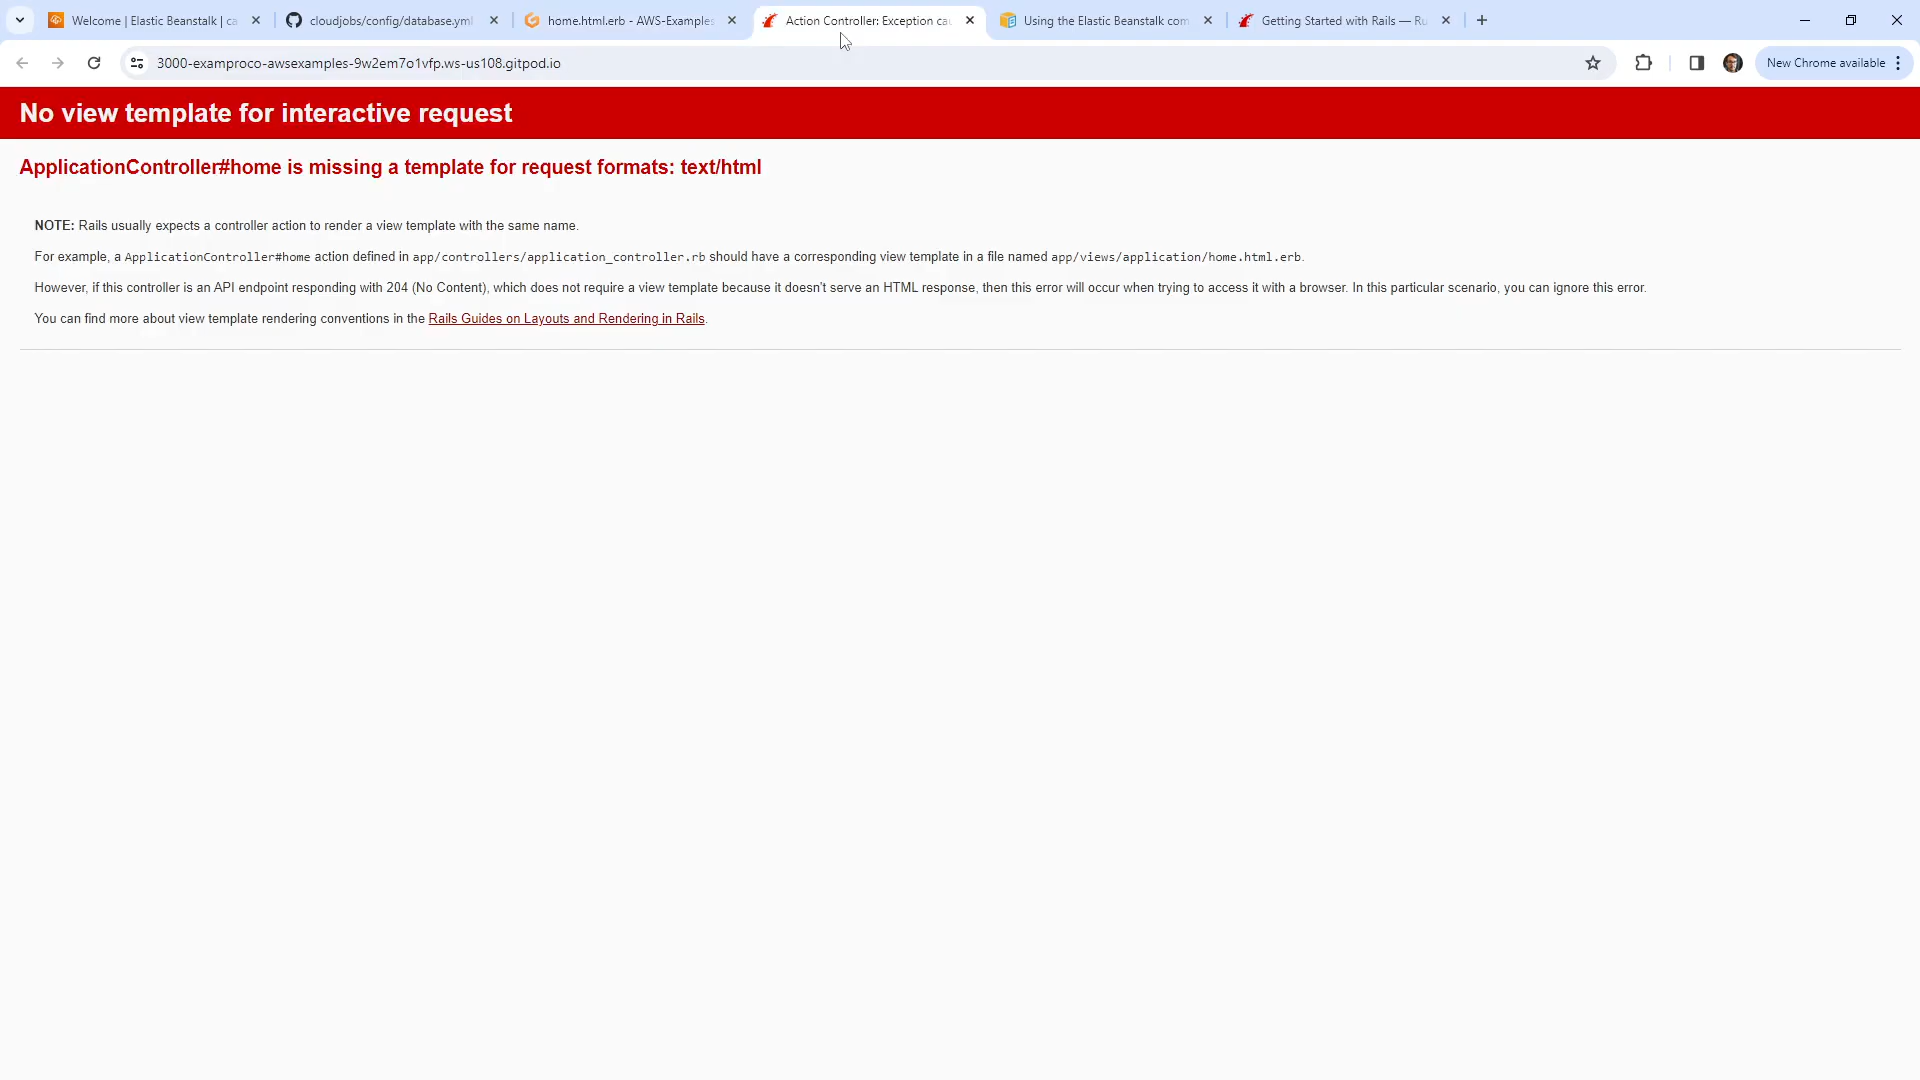 Welcome | Elastic Beanstalk | ca
cloudjobs/config/database.yml
home.html.erb - AWS-Examples
Action Controller: Exception cau
Using the Elastic Beanstalk com
Getting Started with Rails — Ru
3000-examproco-awsexamples-9w2em7o1vfp.ws-us108.gitpod.io
New Chrome available
No view template for interactive request
ApplicationController#home is missing a template for request formats: text/html
NOTE: Rails usually expects a controller action to render a view template with the same name.
For example, a ApplicationController#home action defined in app/controllers/application_controller.rb should have a corresponding view template in a file named app/views/application/home.html.erb.
However, if this controller is an API endpoint responding with 204 (No Content), which does not require a view template because it doesn't serve an HTML response, then this error will occur when trying to access it with a browser. In this particular scenario, you can ignore this error.
You can find more about view template rendering conventions in the Rails Guides on Layouts and Rendering in Rails.